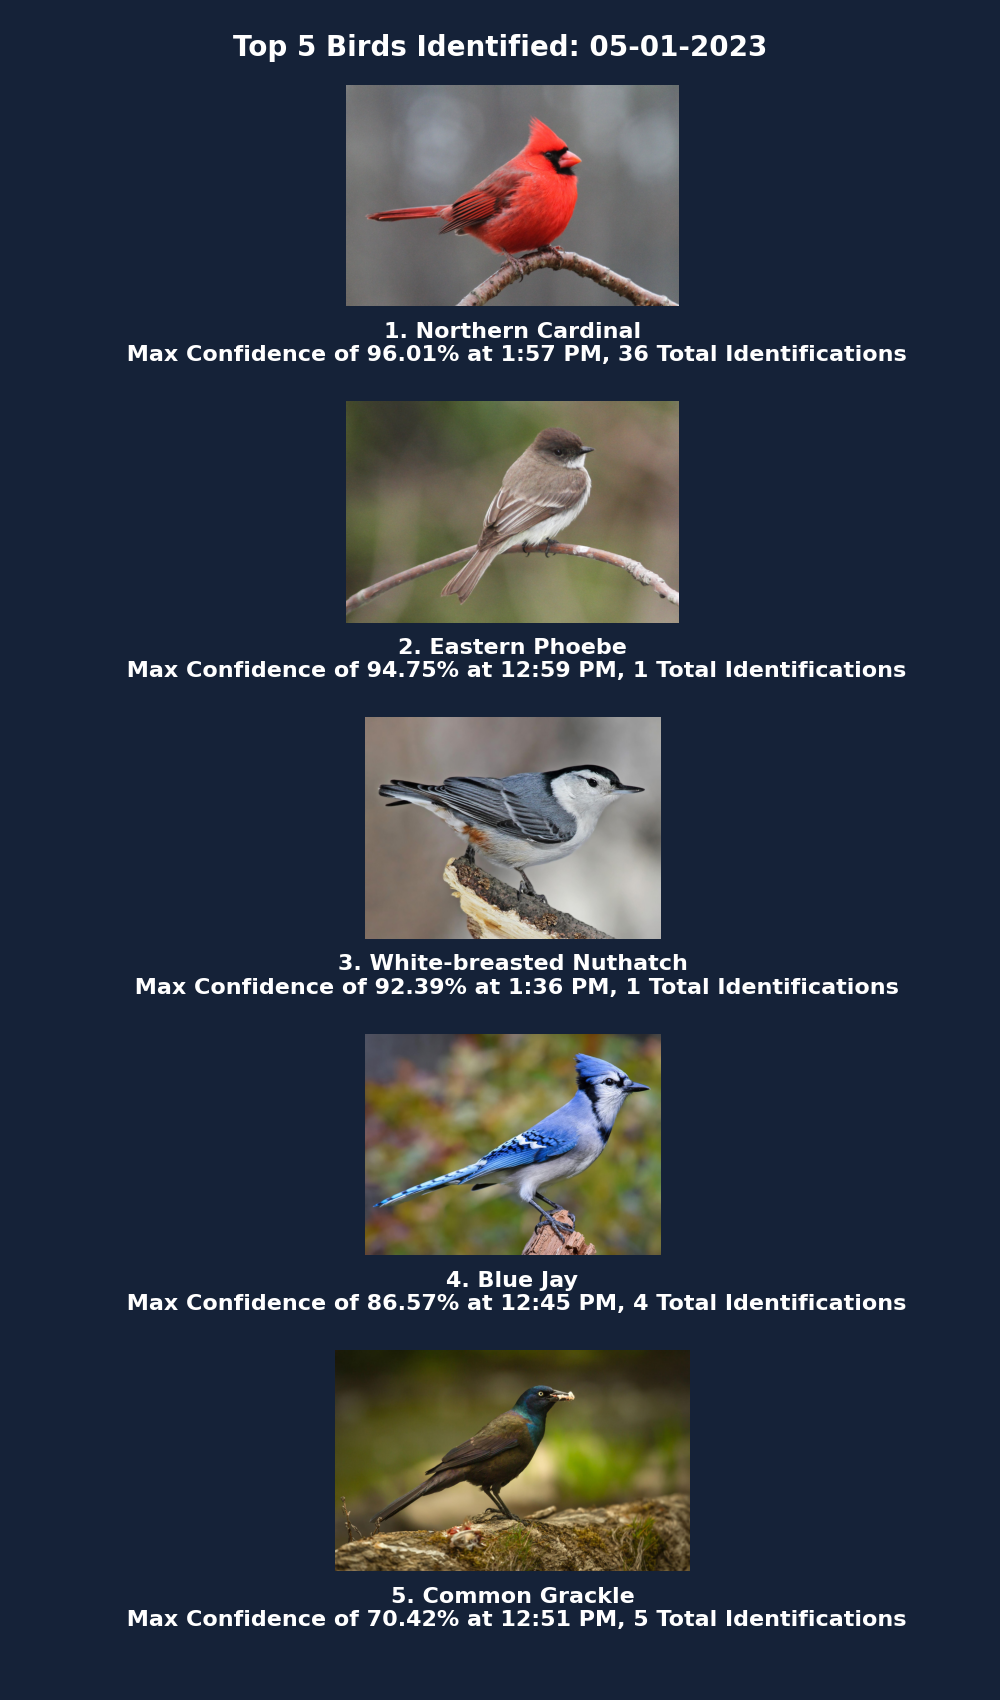 Top 5 Birds Identified: 05-01-2023
1. Northern Cardinal
Max Confidence of 96.01% at 1:57 PM, 36 Total Identifications
2. Eastern Phoebe
Max Confidence of 94.75% at 12:59 PM, 1 Total Identifications
3. White-breasted Nuthatch
Max Confidence of 92.39% at 1:36 PM, 1 Total Identifications
4. Blue Jay
Max Confidence of 86.57% at 12:45 PM, 4 Total Identifications
5. Common Grackle
Max Confidence of 70.42% at 12:51 PM, 5 Total Identifications